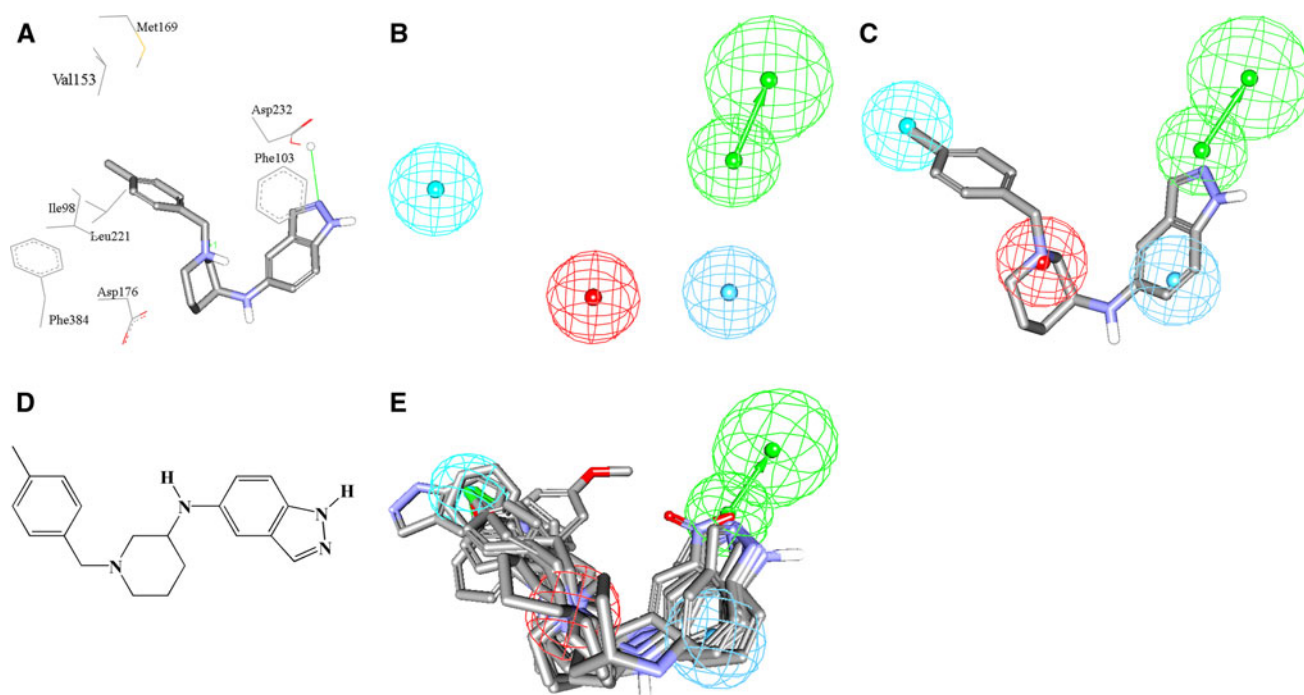 A
Met169
Val153
Asp232
Phe103
Ile98
Leu221
Asp176
Phe384
B
C
D
H
N
N
H
N
N
E